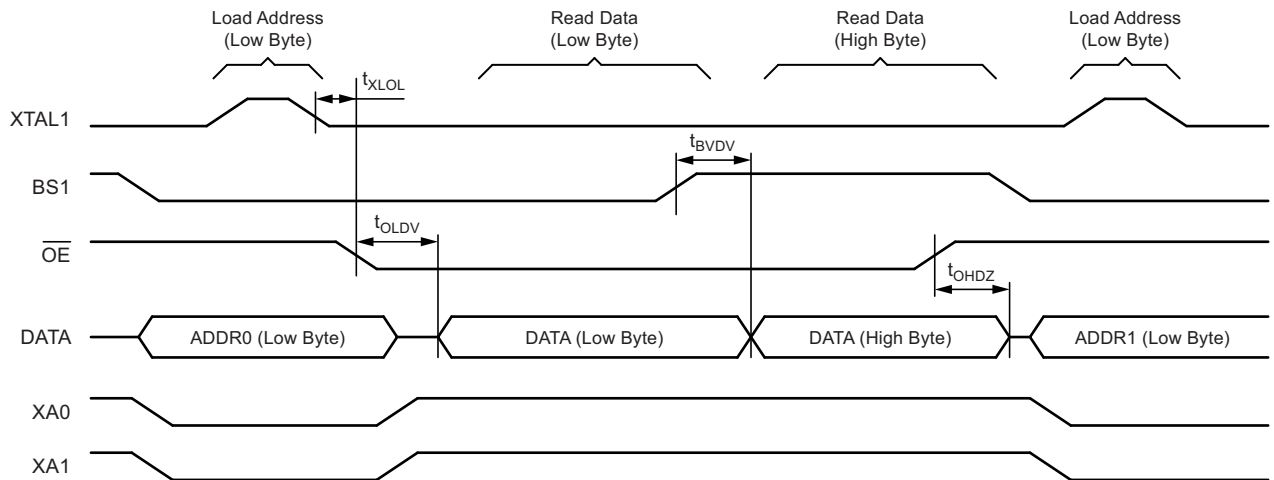 Load Address
(Low Byte)
Read Data
(Low Byte)
Read Data
(High Byte)
Load Address
(Low Byte)
tXLOL
XTAL1
tBVDV
BS1
tOLDV
OE
tOHDZ
DATA
ADDR0 (Low Byte)
DATA (Low Byte)
DATA (High Byte)
ADDR1 (Low Byte)
XA0
XA1